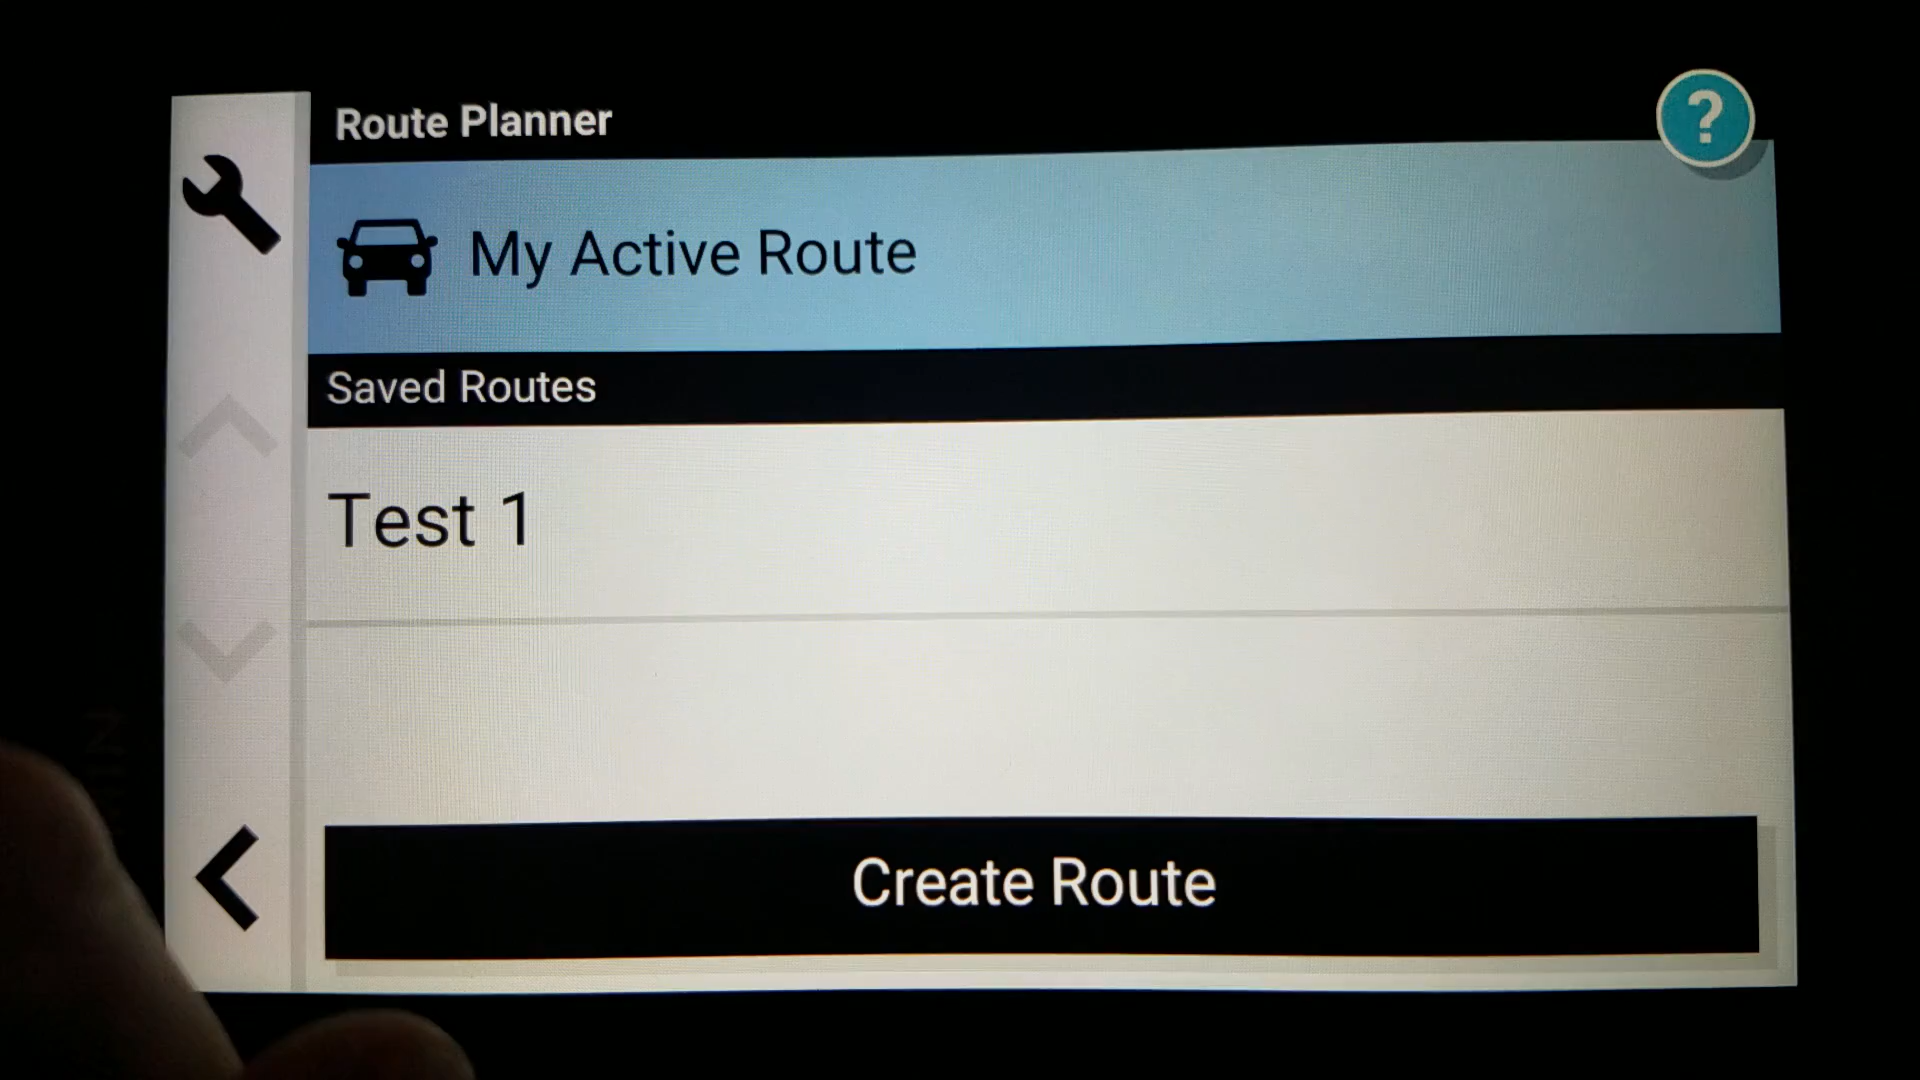 Route Planner
?
My Active Route
Saved Routes
Test 1
Create Route